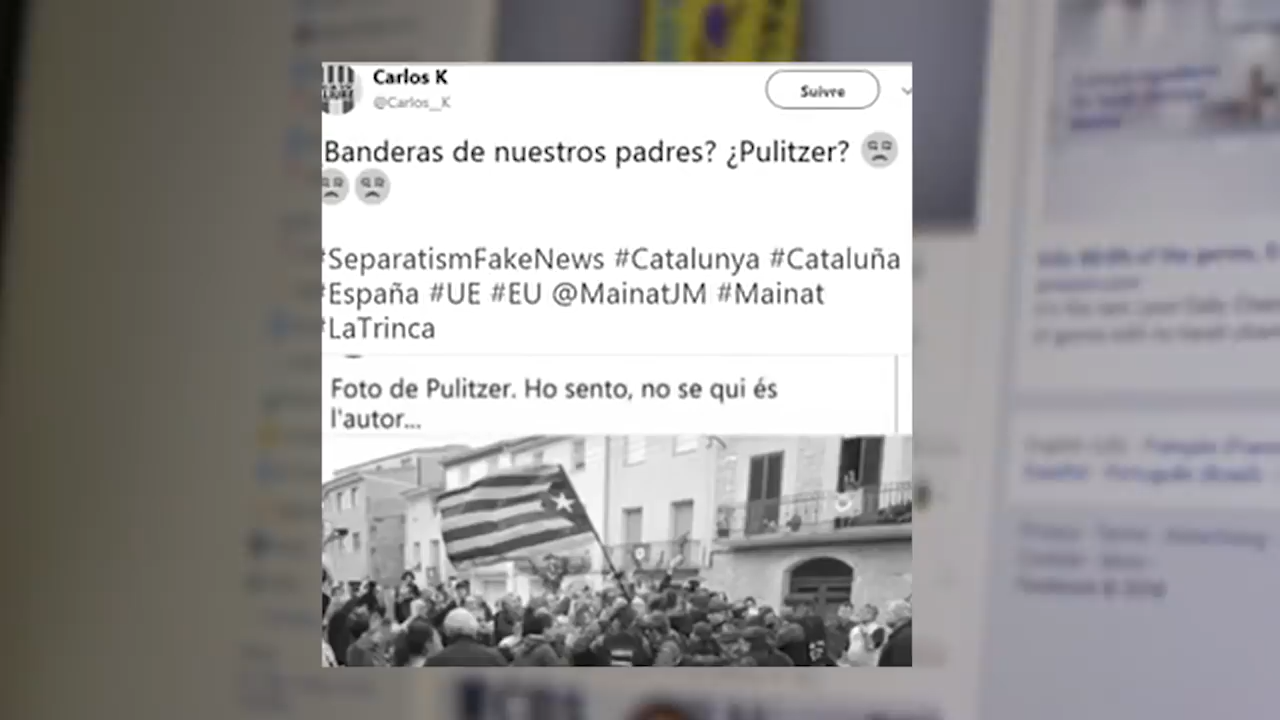 Carlos K
@Carlos__K
Suivre
Banderas de nuestros padres? ¿Pulitzer?
#SeparatismFakeNews #Catalunya #Cataluña
#España #UE #EU @MainatJM #Mainat
#LaTrinca
Foto de Pulitzer. Ho sento, no se qui és
l'autor...